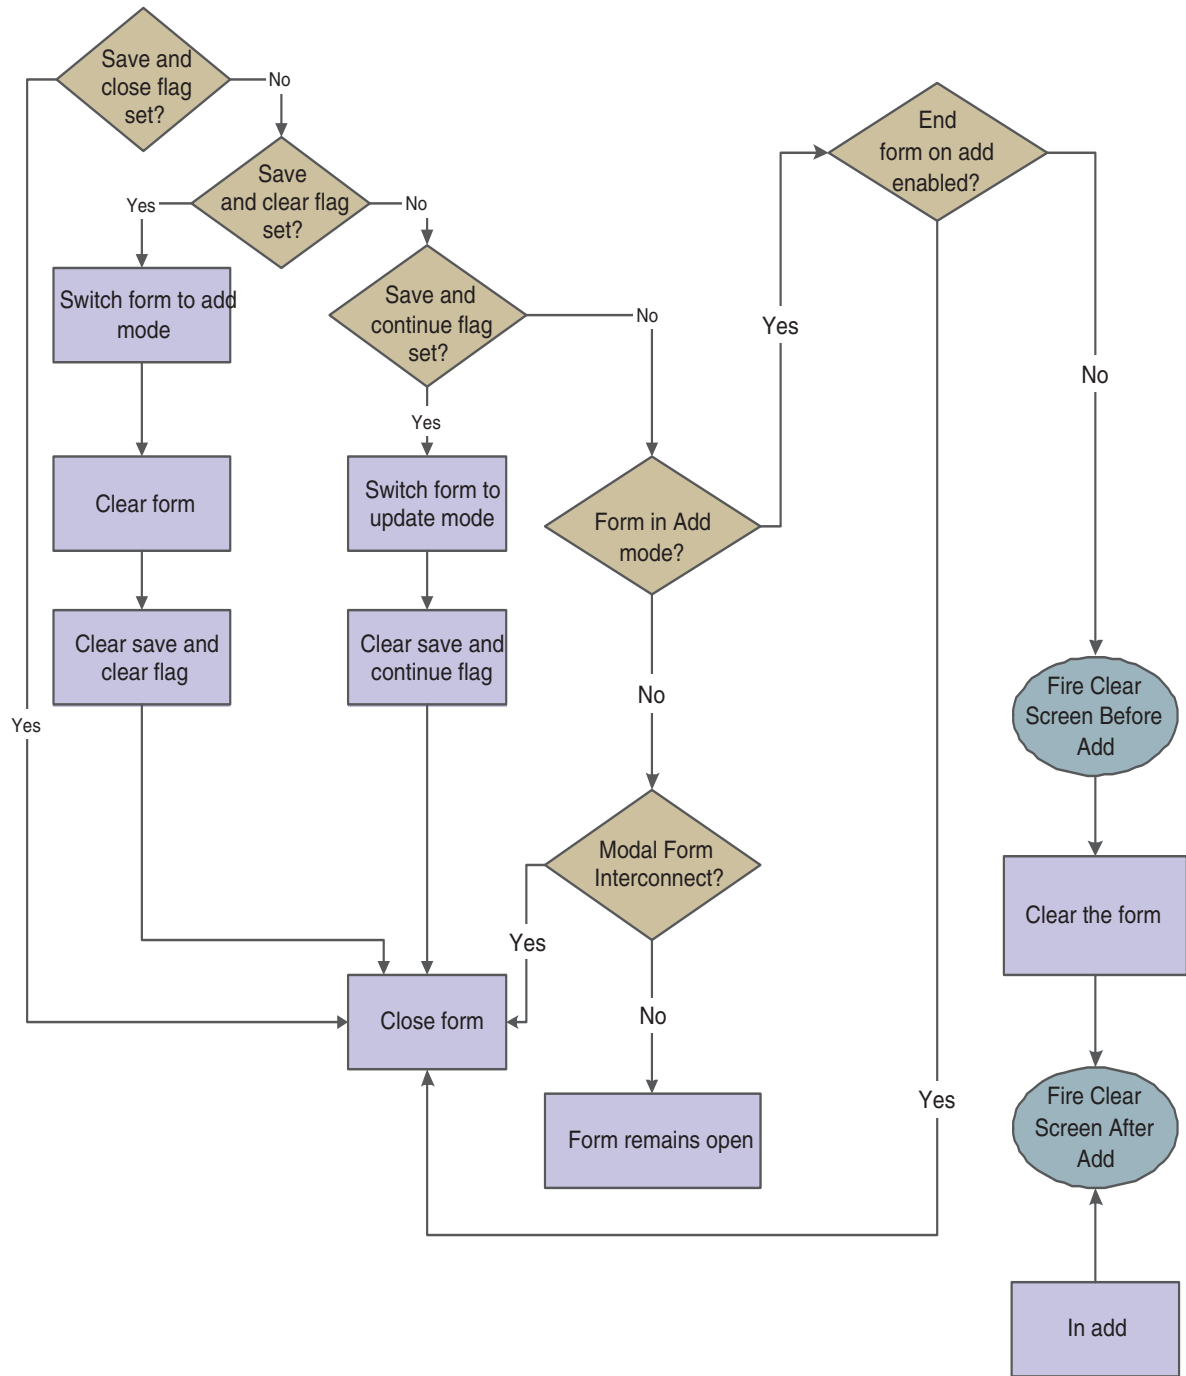 Save and
close flag
set?
No
Save
and clear flag
set?
Yes
No
Switch form to add
mode
Clear form
Clear save and
clear flag
Save and
continue flag
set?
No
Yes
Switch form to
update mode
Clear save and
continue flag
Form in Add
mode?
Yes
No
End
form on add
enabled?
No
Yes
Fire Clear
Screen Before
Add
Clear the form
Fire Clear
Screen After
Add
In add
Modal Form
Interconnect?
Yes
No
Form remains open
Yes
Close form